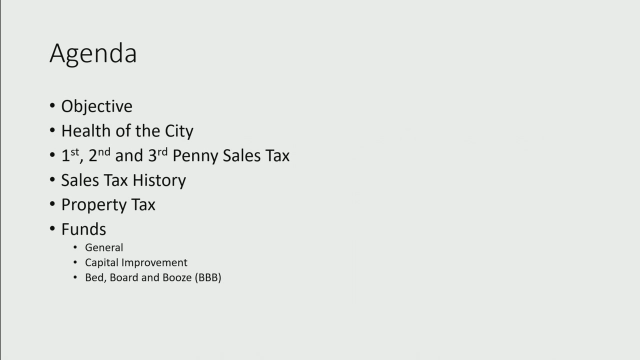 Agenda
• Objective
• Health of the City
• 1st, 2nd and 3rd Penny Sales Tax
• Sales Tax History
• Property Tax
• Funds
• General
• Capital Improvement
• Bed, Board and Booze (BBB)